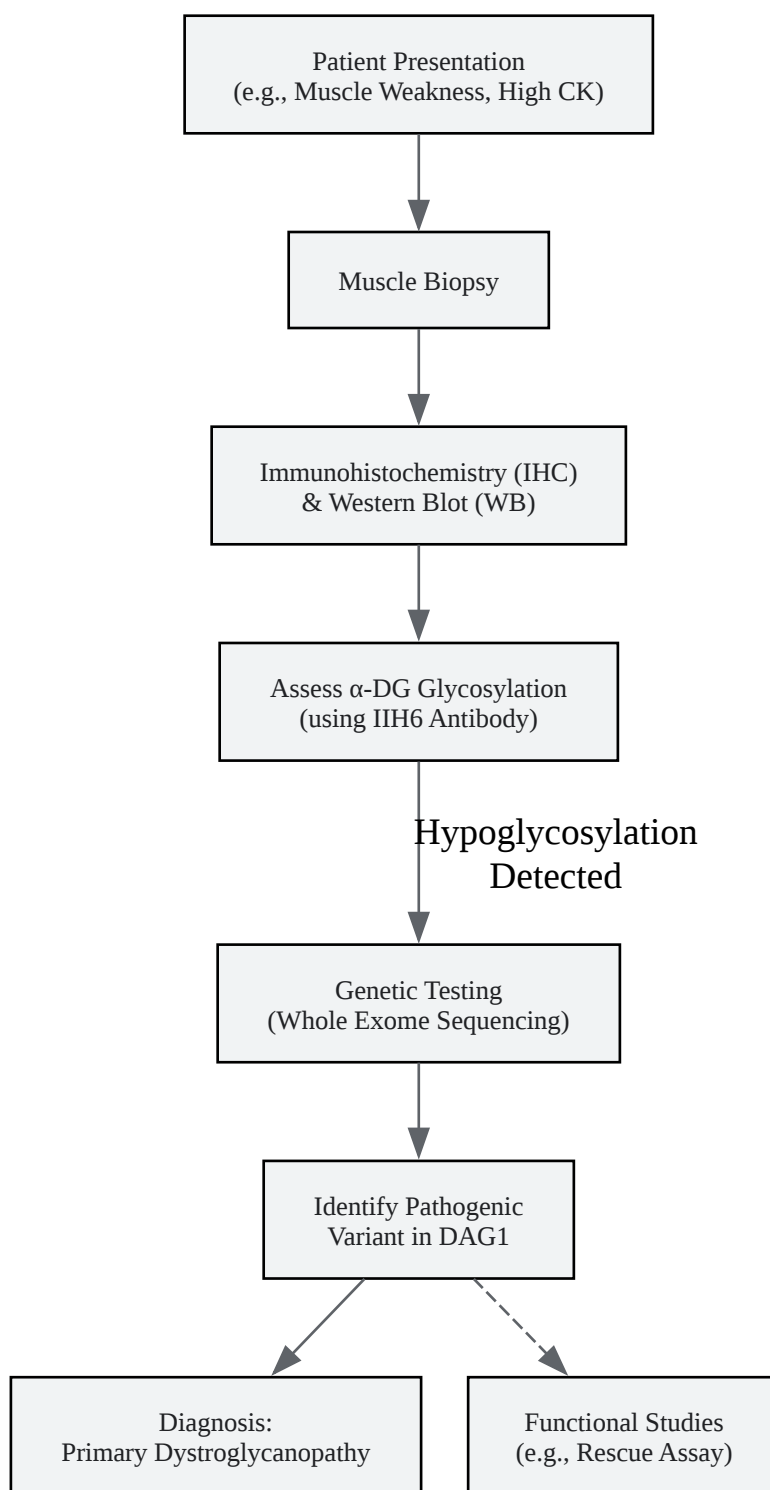 Patient Presentation
(e.g., Muscle Weakness, High CK)
Muscle Biopsy
Immunohistochemistry (IHC)
& Western Blot (WB)
Assess α-DG Glycosylation
(using IIH6 Antibody)
Hypoglycosylation
Detected
Genetic Testing
(Whole Exome Sequencing)
Identify Pathogenic
Variant in DAG1
Diagnosis:
Primary Dystroglycanopathy
Functional Studies
(e.g., Rescue Assay)